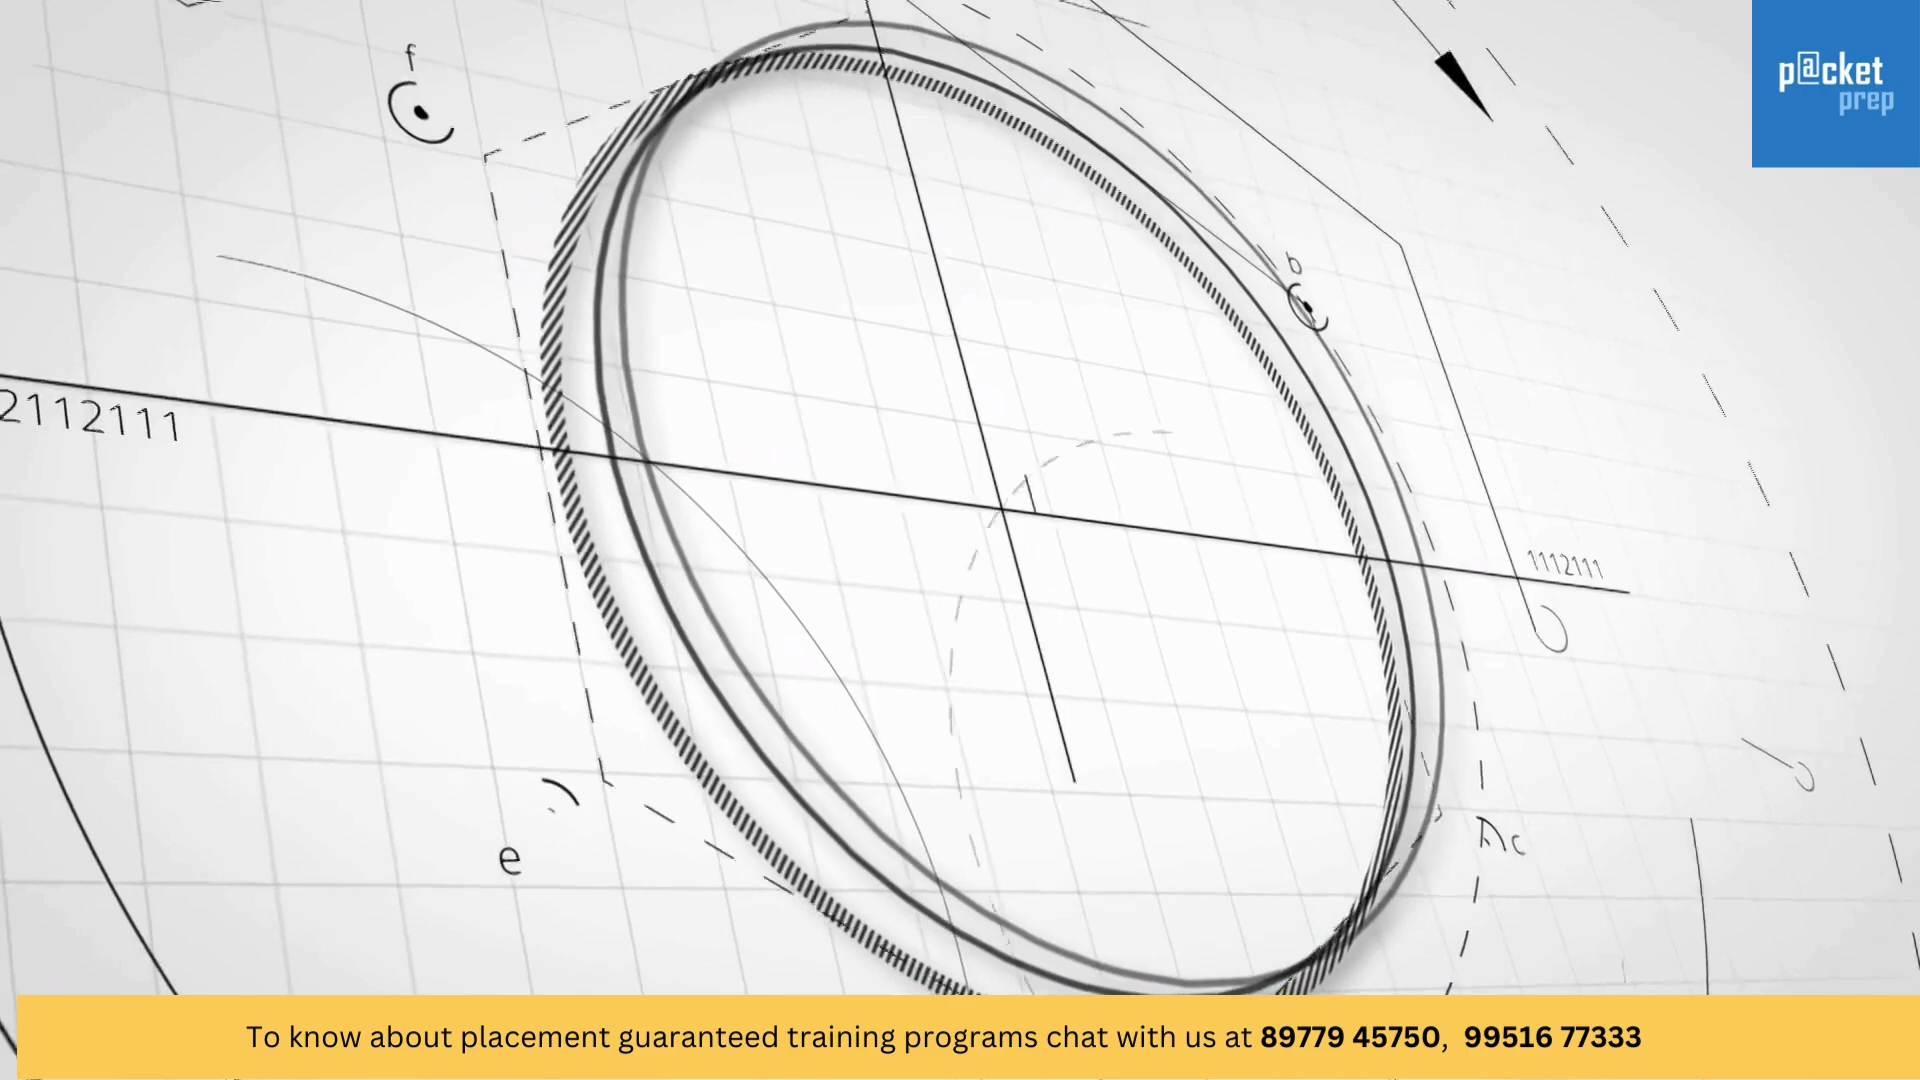 p@cket
prep
f
b
2112111
1112111
e
c
To know about placement guaranteed training programs chat with us at 89779 45750, 99516 77333